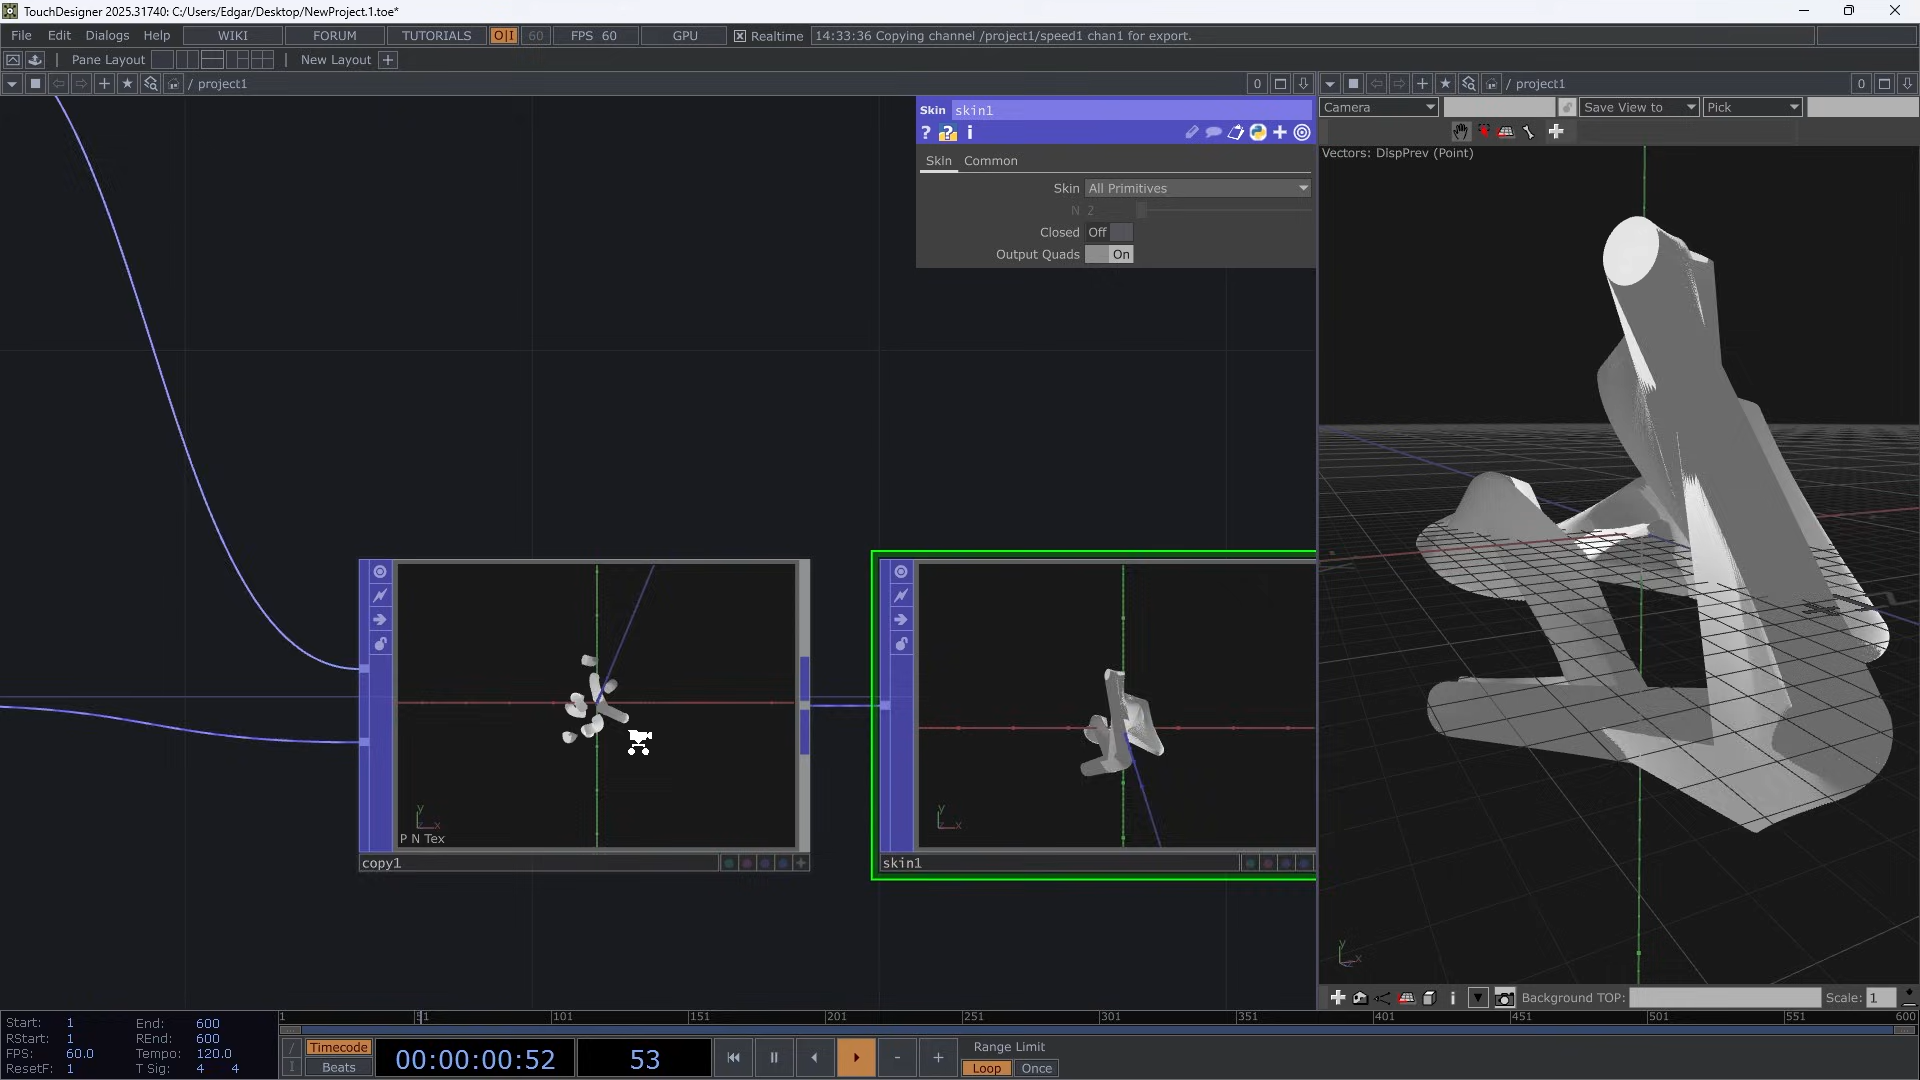 TouchDesigner 2025.31740: C:/Users/Edgar/Desktop/NewProject.1.toe*
File Edit Dialogs Help WIKI FORUM TUTORIALS O|I 60 FPS 60 GPU Realtime 14:33:36 Copying channel /project1/speed1 chan1 for export.
Pane Layout New Layout
/ project1 0 / project1 0
Skin skin1
Camera Save View to Pick
Vectors: DispPrev (Point)
Skin Common
Skin All Primitives
N 2
Closed Off
Output Quads On
y
x
P N Tex
copy1
y
x
skin1
y
x
Background TOP: Scale: 1
1 51 101 151 201 251 301 351 401 451 501 551 600
Start: 1 End: 600
RStart: 1 REnd: 600
FPS: 60.0 Tempo: 120.0
ResetF: 1 T Sig: 4 4
Timecode
Beats
00:00:00:52 53
Range Limit
Loop Once